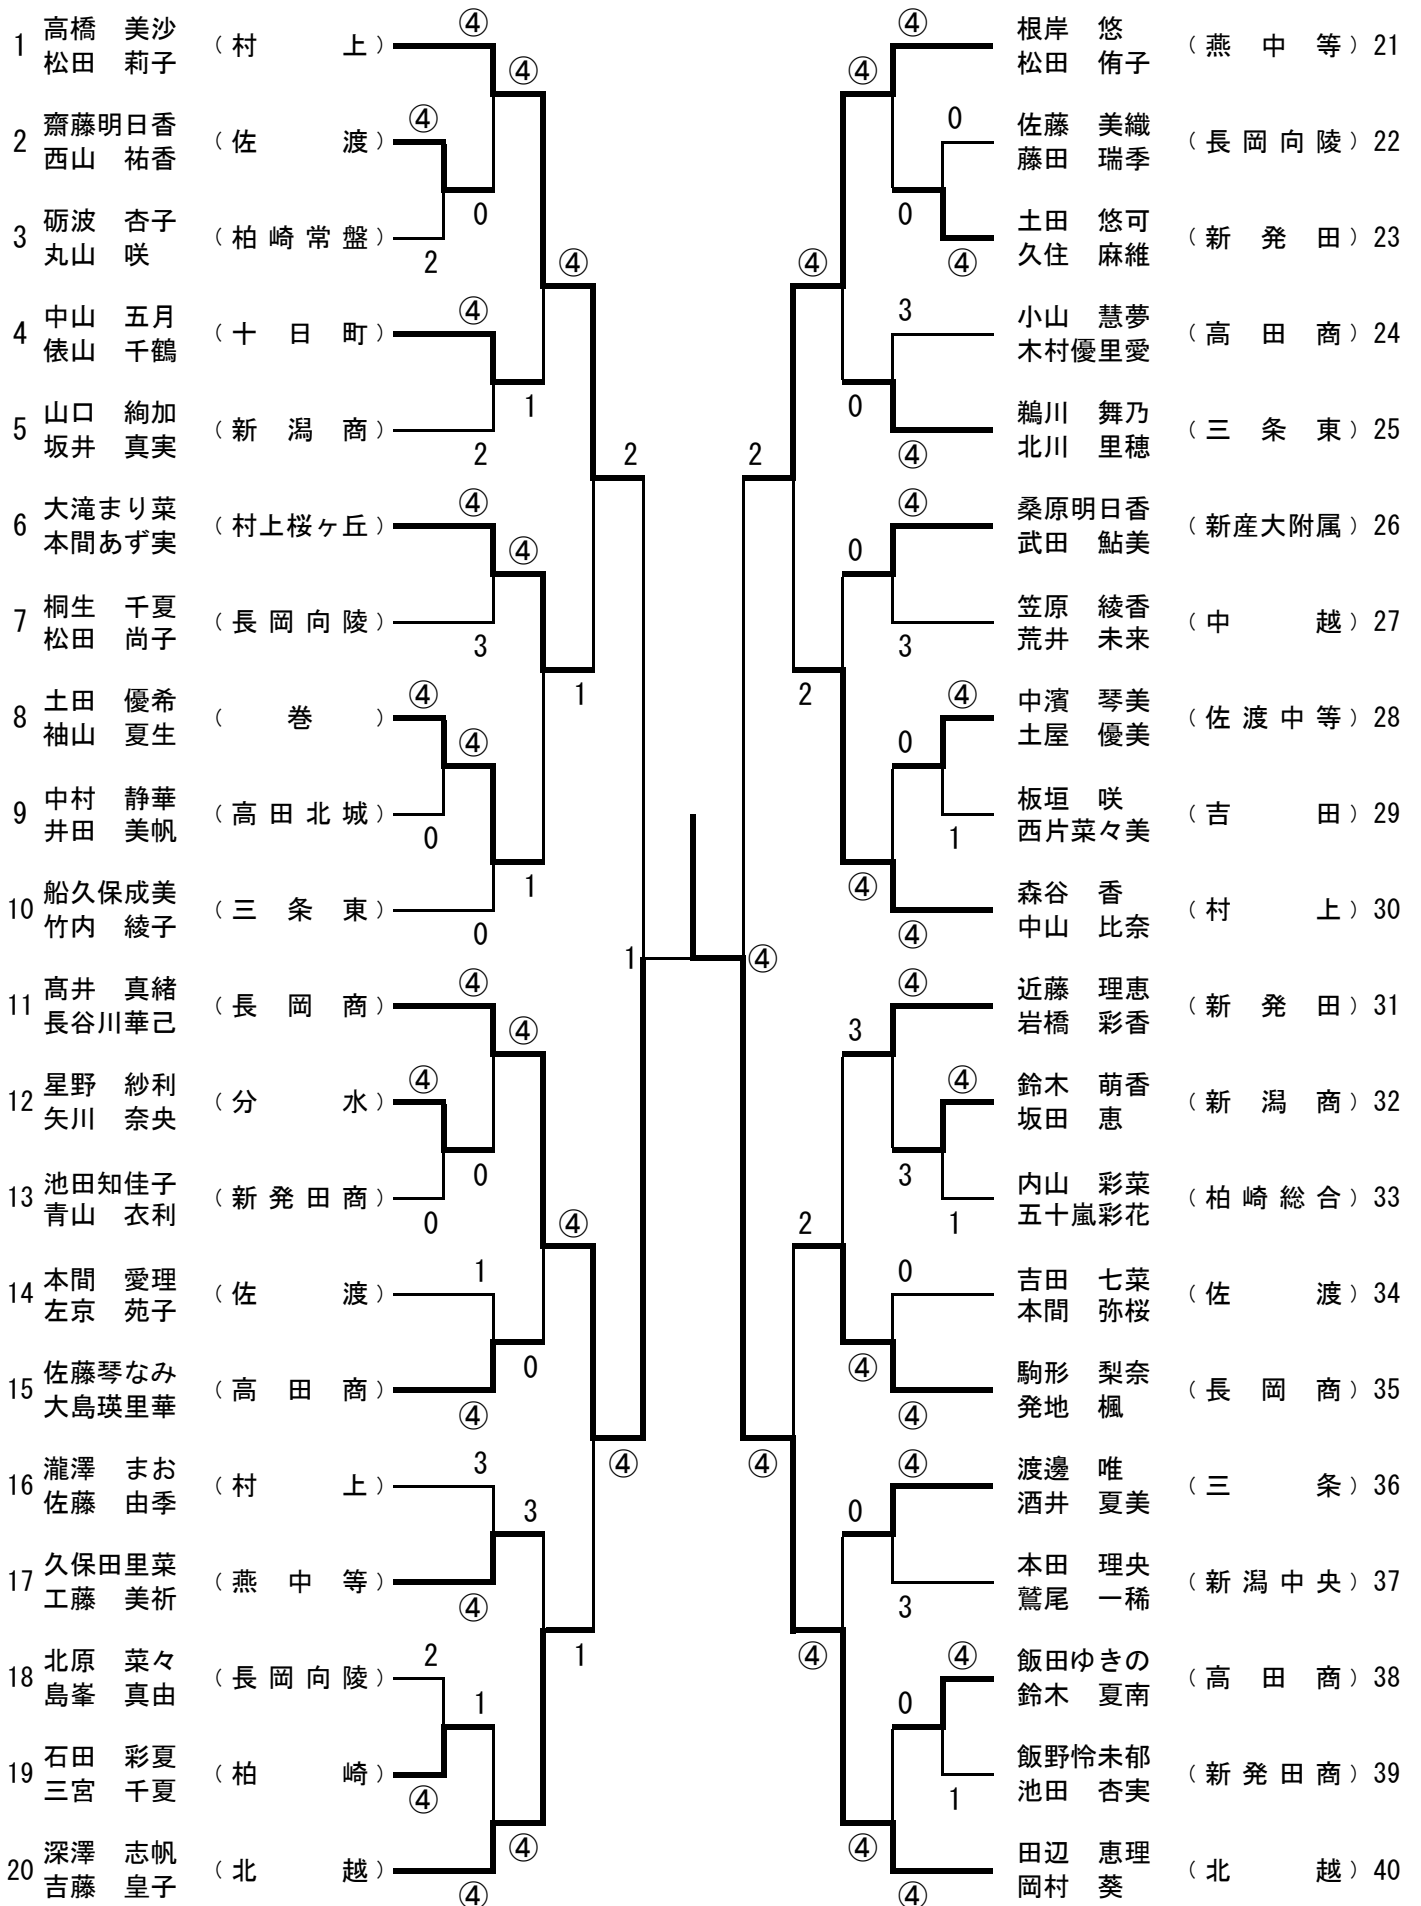 1 高橋　美沙 （村上）
松田　莉子
2 齋藤明日香 （佐渡）
西山　祐香
3 砺波　杏子 （柏崎常盤）
丸山　咲
4 中山　五月 （十日町）
俵山　千鶴
5 山口　絢加 （新潟商）
坂井　真実
6 大滝まり菜 （村上桜ヶ丘）
本間あず実
7 桐生　千夏 （長岡向陵）
松田　尚子
8 土田　優希 （巻）
袖山　夏生
9 中村　静華 （高田北城）
井田　美帆
10 船久保成美 （三条東）
竹内　綾子
11 髙井　真緒 （長岡商）
長谷川華己
12 星野　紗利 （分水）
矢川　奈央
13 池田知佳子 （新発田商）
青山　衣利
14 本間　愛理 （佐渡）
左京　苑子
15 佐藤琴なみ （高田商）
大島瑛里華
16 瀧澤　まお （村上）
佐藤　由季
17 久保田里菜 （燕中等）
工藤　美祈
18 北原　菜々 （長岡向陵）
島峯　真由
19 石田　彩夏 （柏崎）
三宮　千夏
20 深澤　志帆 （北越）
吉藤　皇子
④
④
④
0
2
④
④
1
2
2
④
④
3
1
④
④
0
1
0
1
④
④
④
0
0
④
1
0
④
④
3
3
④
1
2
1
④
④
④
④
④
0
0
④
④
3
0
④
2
④
0
3
2
④
0
1
④
④
④
④
3
④
3
1
2
0
④
④
④
④
0
3
④
④
0
1
④
④
根岸　悠 （燕中等） 21
松田　侑子
佐藤　美織 （長岡向陵） 22
藤田　瑞季
土田　悠可 （新発田） 23
久住　麻維
小山　慧夢 （高田商） 24
木村優里愛
鵜川　舞乃 （三条東） 25
北川　里穂
桑原明日香 （新産大附属） 26
武田　鮎美
笠原　綾香 （中越） 27
荒井　未来
中濱　琴美 （佐渡中等） 28
土屋　優美
板垣　咲 （吉田） 29
西片菜々美
森谷　香 （村上） 30
中山　比奈
近藤　理恵 （新発田） 31
岩橋　彩香
鈴木　萌香 （新潟商） 32
坂田　恵
内山　彩菜 （柏崎総合） 33
五十嵐彩花
吉田　七菜 （佐渡） 34
本間　弥桜
駒形　梨奈 （長岡商） 35
発地　楓
渡邊　唯 （三条） 36
酒井　夏美
本田　理央 （新潟中央） 37
鷲尾　一稀
飯田ゆきの （高田商） 38
鈴木　夏南
飯野怜未郁 （新発田商） 39
池田　杏実
田辺　恵理 （北越） 40
岡村　葵